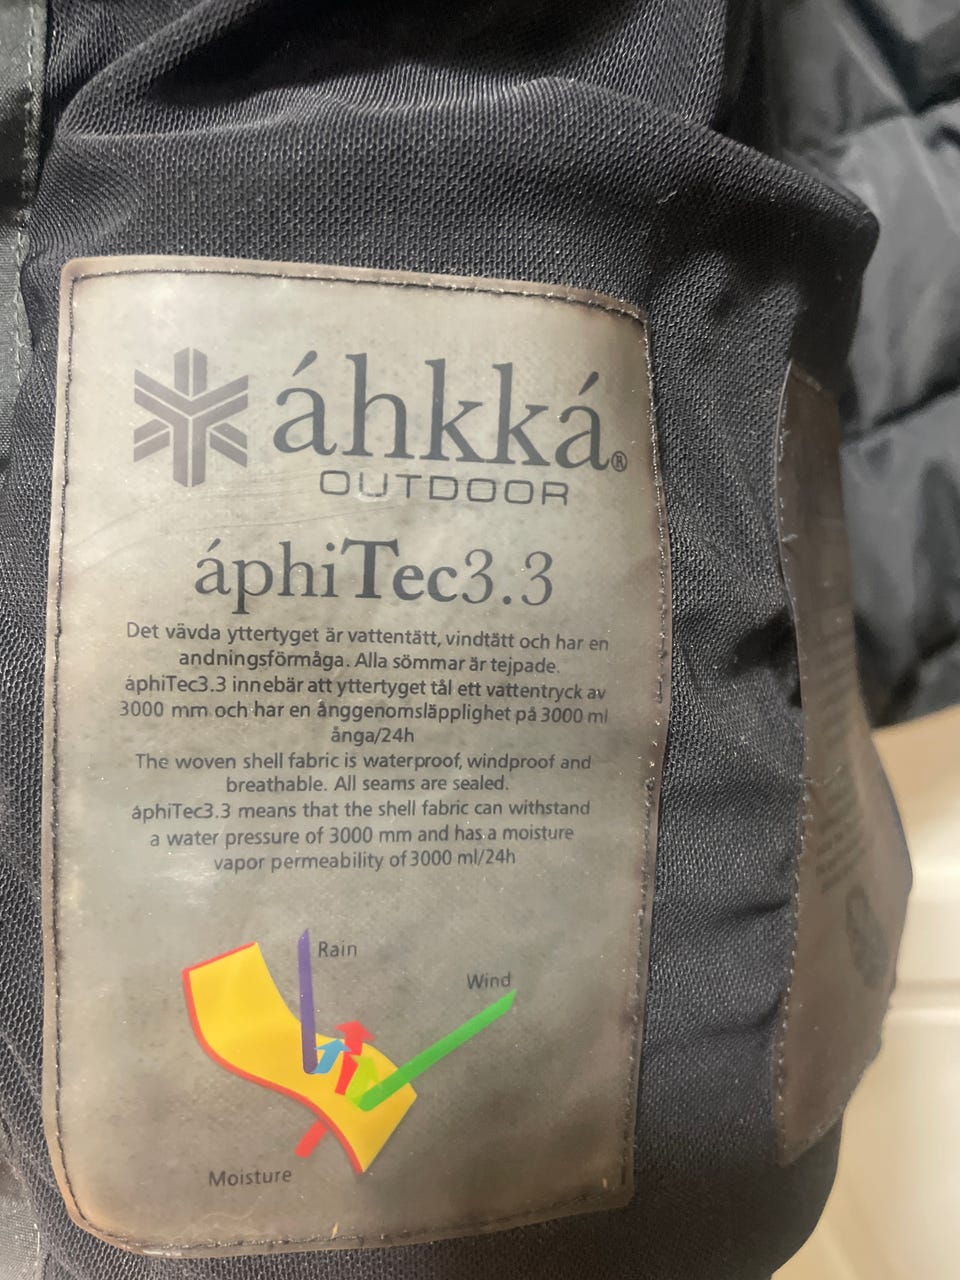 áhkká®
OUTDOOR
áphiTec3.3
Det vävda yttertyget är vattentätt, vindtätt och har en
andningsförmåga. Alla sömmar är tejpade.
áphiTec3.3 innebär att yttertyget tål ett vattentryck av
3000 mm och har en ånggenomsläpplighet på 3000 ml
ånga/24h
The woven shell fabric is waterproof, windproof and
breathable. All seams are sealed.
áphiTec3.3 means that the shell fabric can withstand
a water pressure of 3000 mm and has a moisture
vapor permeability of 3000 ml/24h
Rain
Wind
Moisture